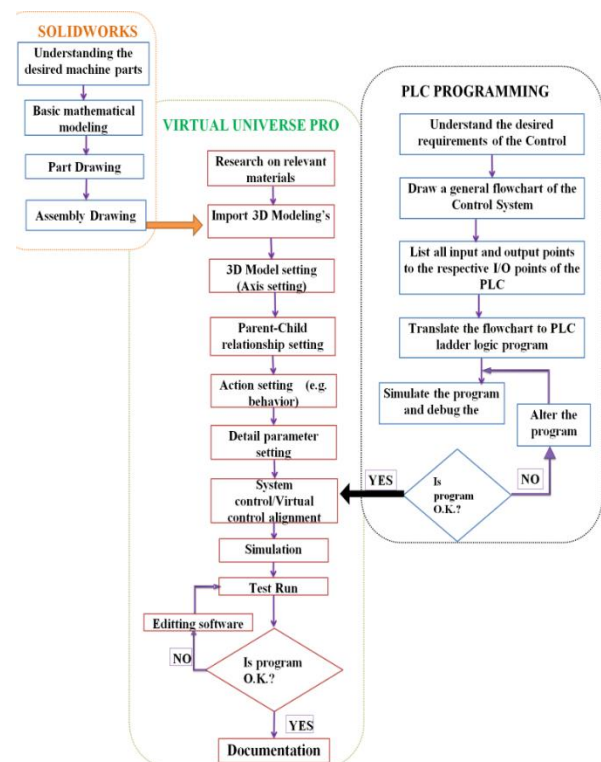 SOLIDWORKS
Understanding the
desired machine parts
Basic mathematical
modeling
Part Drawing
Assembly Drawing
VIRTUAL UNIVERSE PRO
Research on relevant
materials
Import 3D Modeling's
3D Model setting
(Axis setting)
Parent-Child
relationship setting
Action setting (e.g.
behavior)
Detail parameter
setting
System
control/Virtual
control alignment
Simulation
Test Run
Editting software
NO
Is program
O.K.?
YES
Documentation
PLC PROGRAMMING
Understand the desired
requirements of the Control
Draw a general flowchart of the
Control System
List all input and output points
to the respective I/O points of
the PLC
Translate the flowchart to PLC
ladder logic program
Simulate the program
and debug the
Alter the
program
YES
Is
program
O.K.?
NO